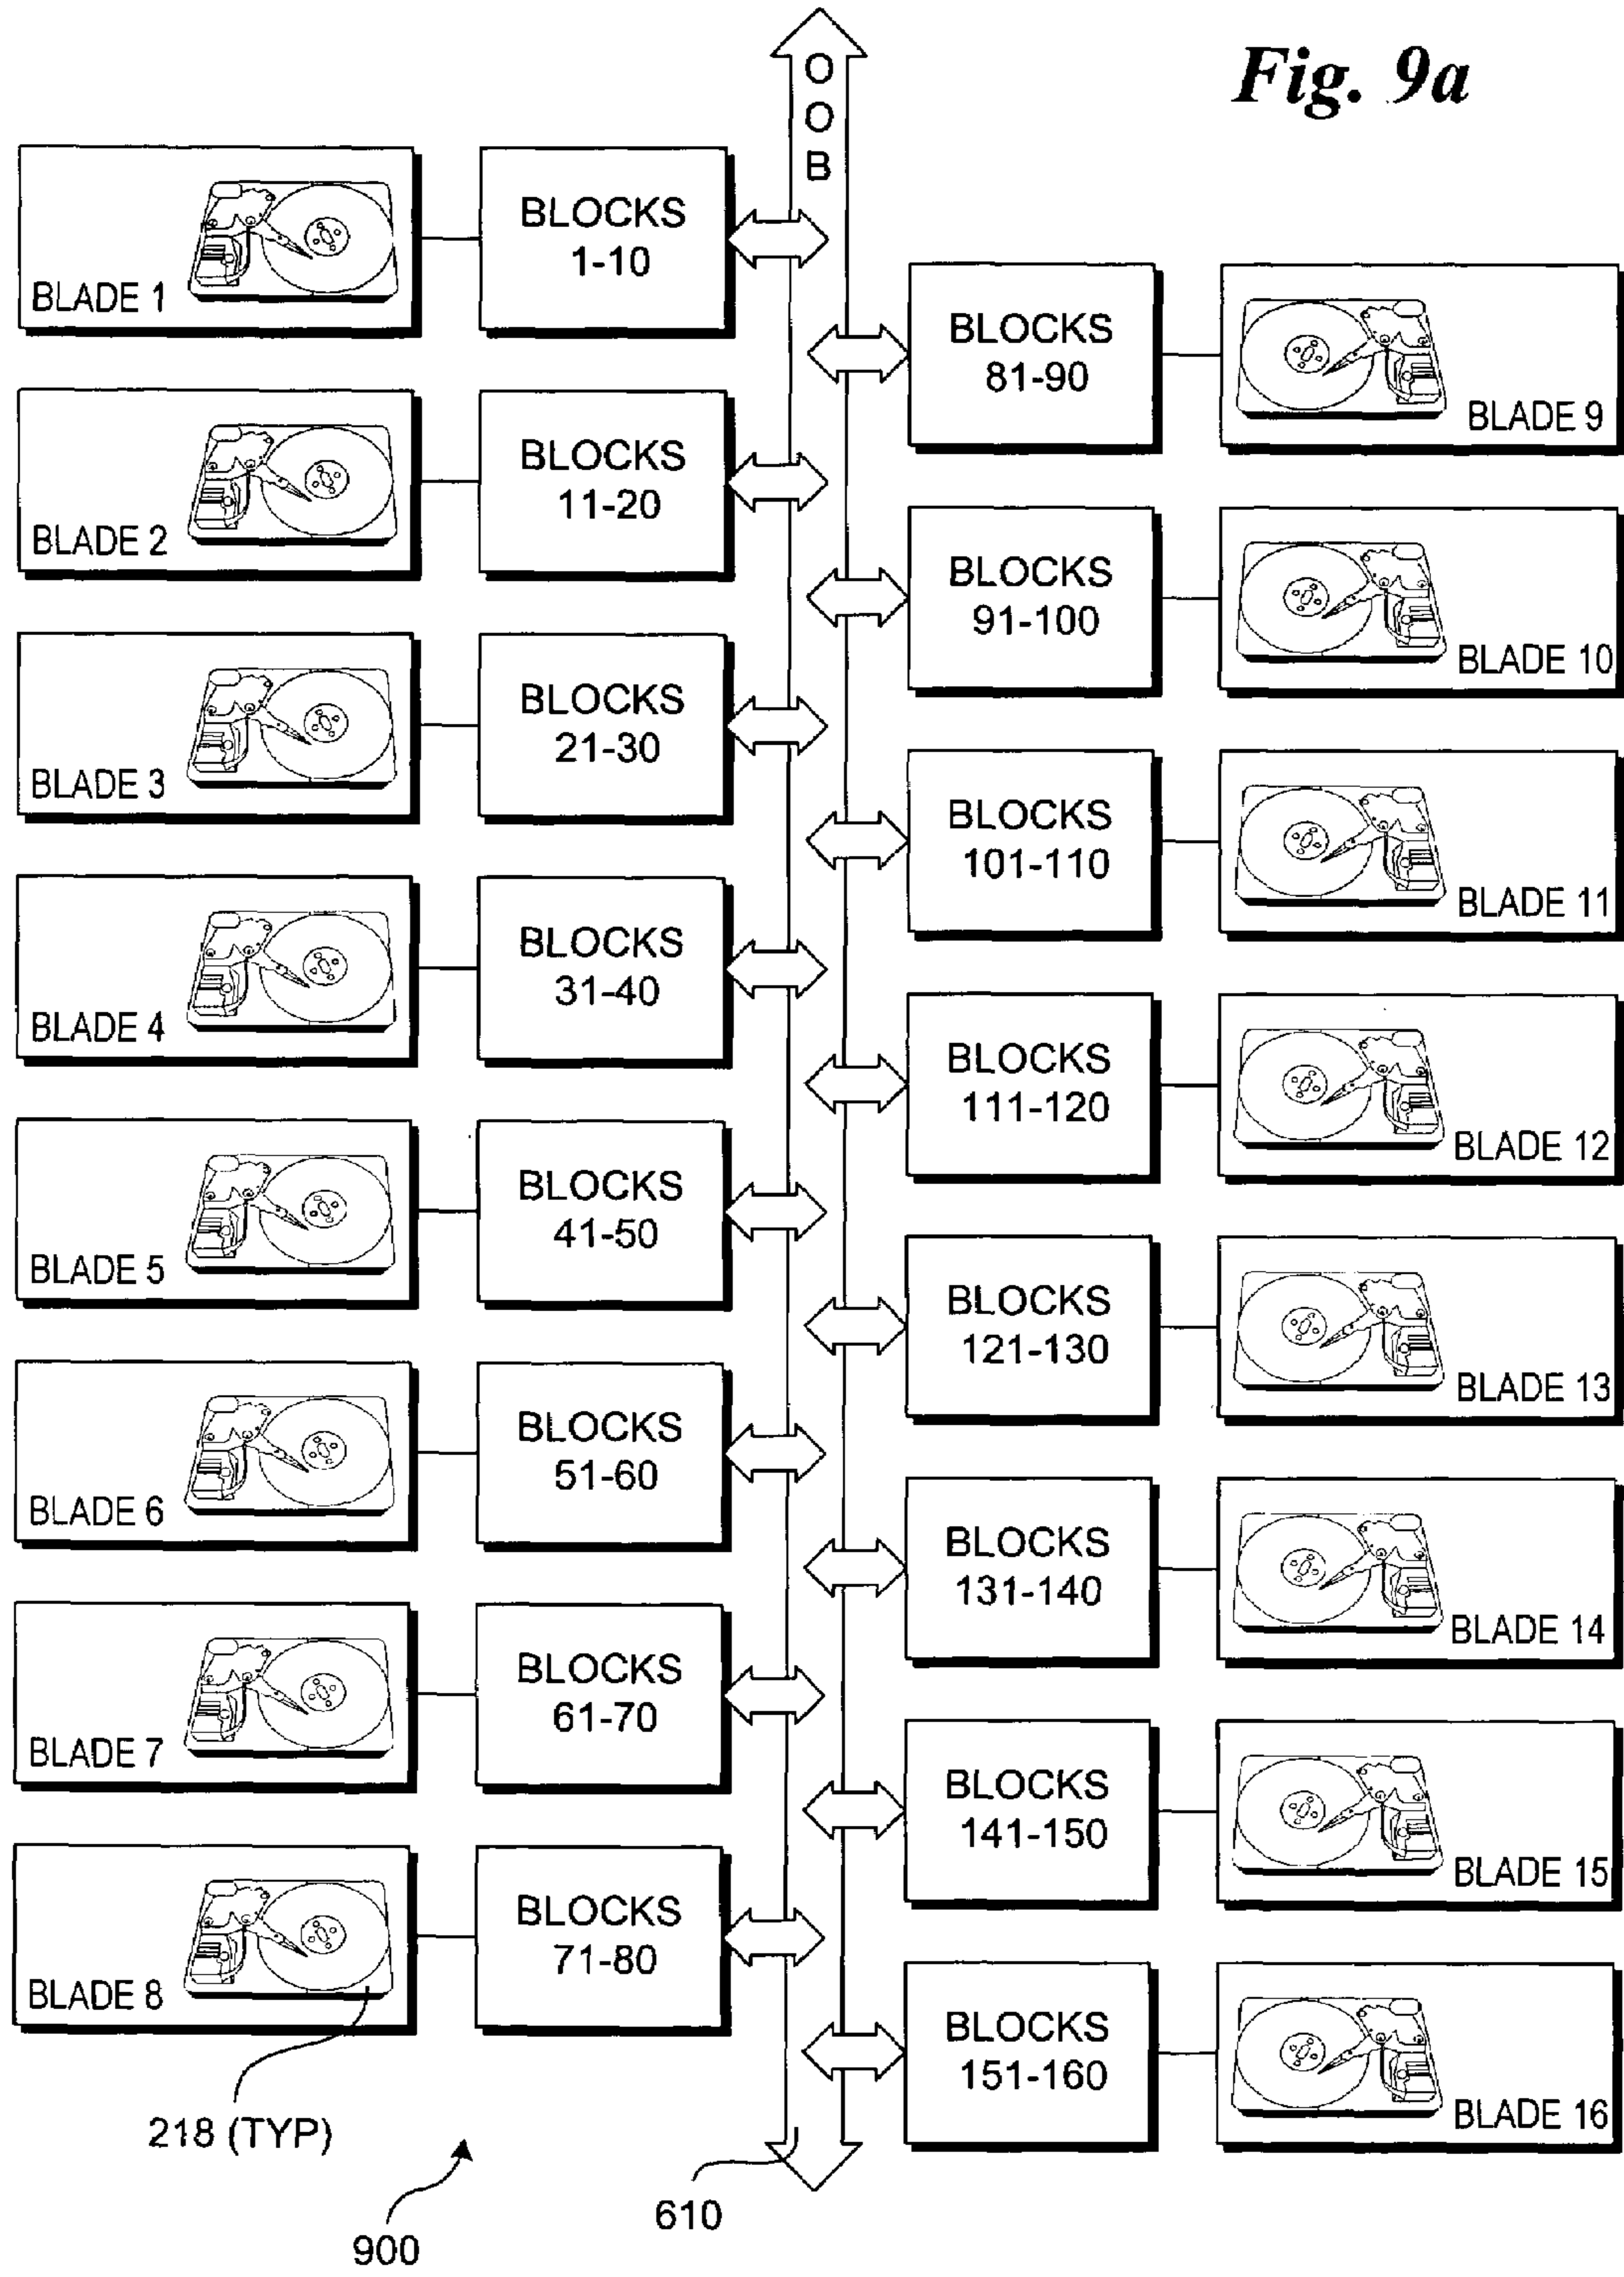 Fig. 9a
O
O
B
BLADE 1
BLOCKS
1-10
BLADE 2
BLOCKS
11-20
BLADE 3
BLOCKS
21-30
BLADE 4
BLOCKS
31-40
BLADE 5
BLOCKS
41-50
BLADE 6
BLOCKS
51-60
BLADE 7
BLOCKS
61-70
BLADE 8
BLOCKS
71-80
BLOCKS
81-90
BLADE 9
BLOCKS
91-100
BLADE 10
BLOCKS
101-110
BLADE 11
BLOCKS
111-120
BLADE 12
BLOCKS
121-130
BLADE 13
BLOCKS
131-140
BLADE 14
BLOCKS
141-150
BLADE 15
BLOCKS
151-160
BLADE 16
218 (TYP)
900
610